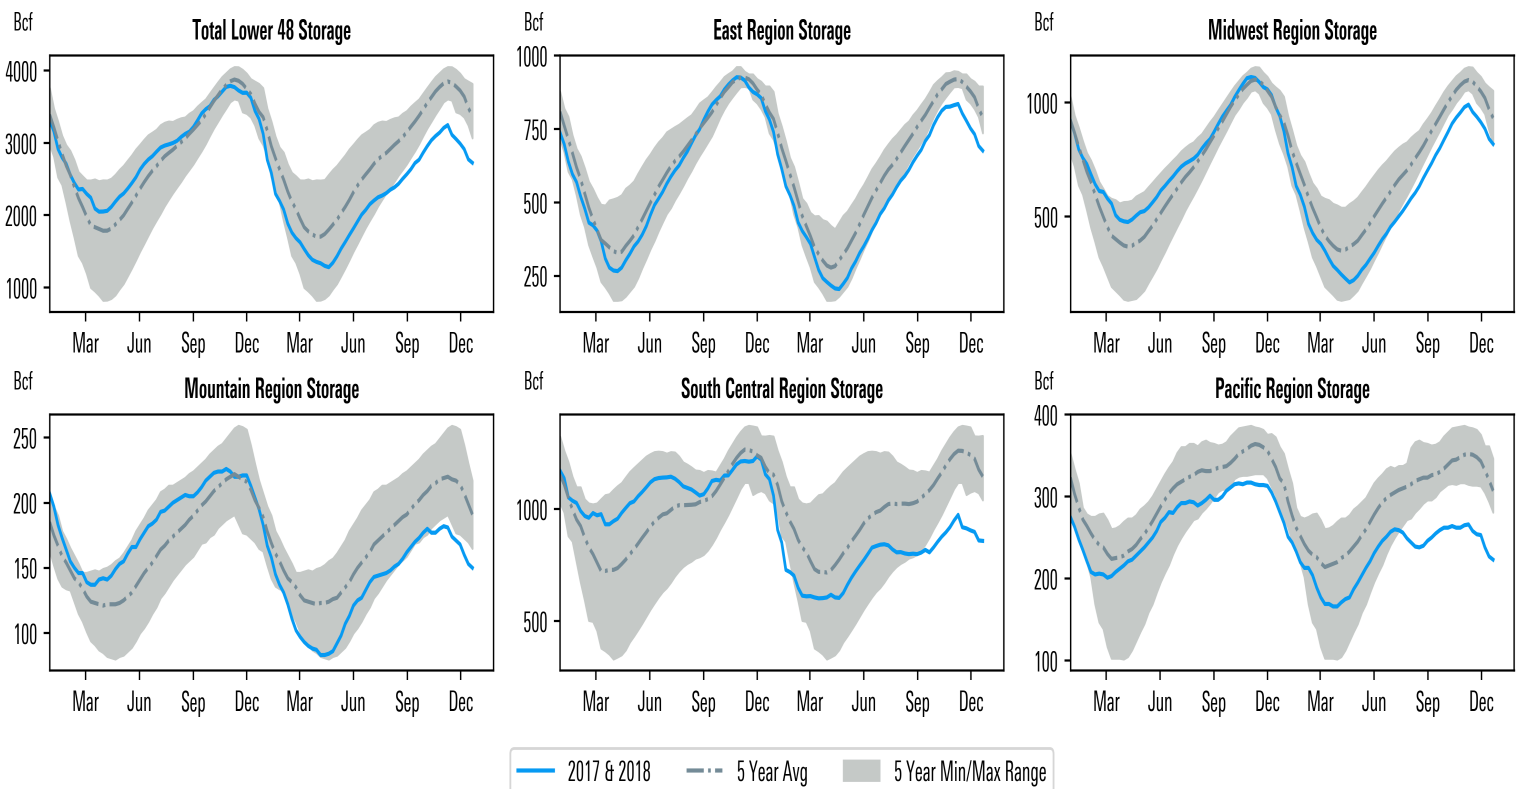 Bcf Total Lower 48 Storage
4000
3000
2000
1000
Mar Jun Sep Dec Mar Jun Sep Dec
Bcf East Region Storage
1000
750
500
250
Mar Jun Sep Dec Mar Jun Sep Dec
Bcf Midwest Region Storage
1000
500
Mar Jun Sep Dec Mar Jun Sep Dec
Bcf Mountain Region Storage
250
200
150
100
Mar Jun Sep Dec Mar Jun Sep Dec
Bcf South Central Region Storage
1000
500
Mar Jun Sep Dec Mar Jun Sep Dec
Bcf Pacific Region Storage
400
300
200
100
Mar Jun Sep Dec Mar Jun Sep Dec
2017 & 2018 5 Year Avg 5 Year Min/Max Range